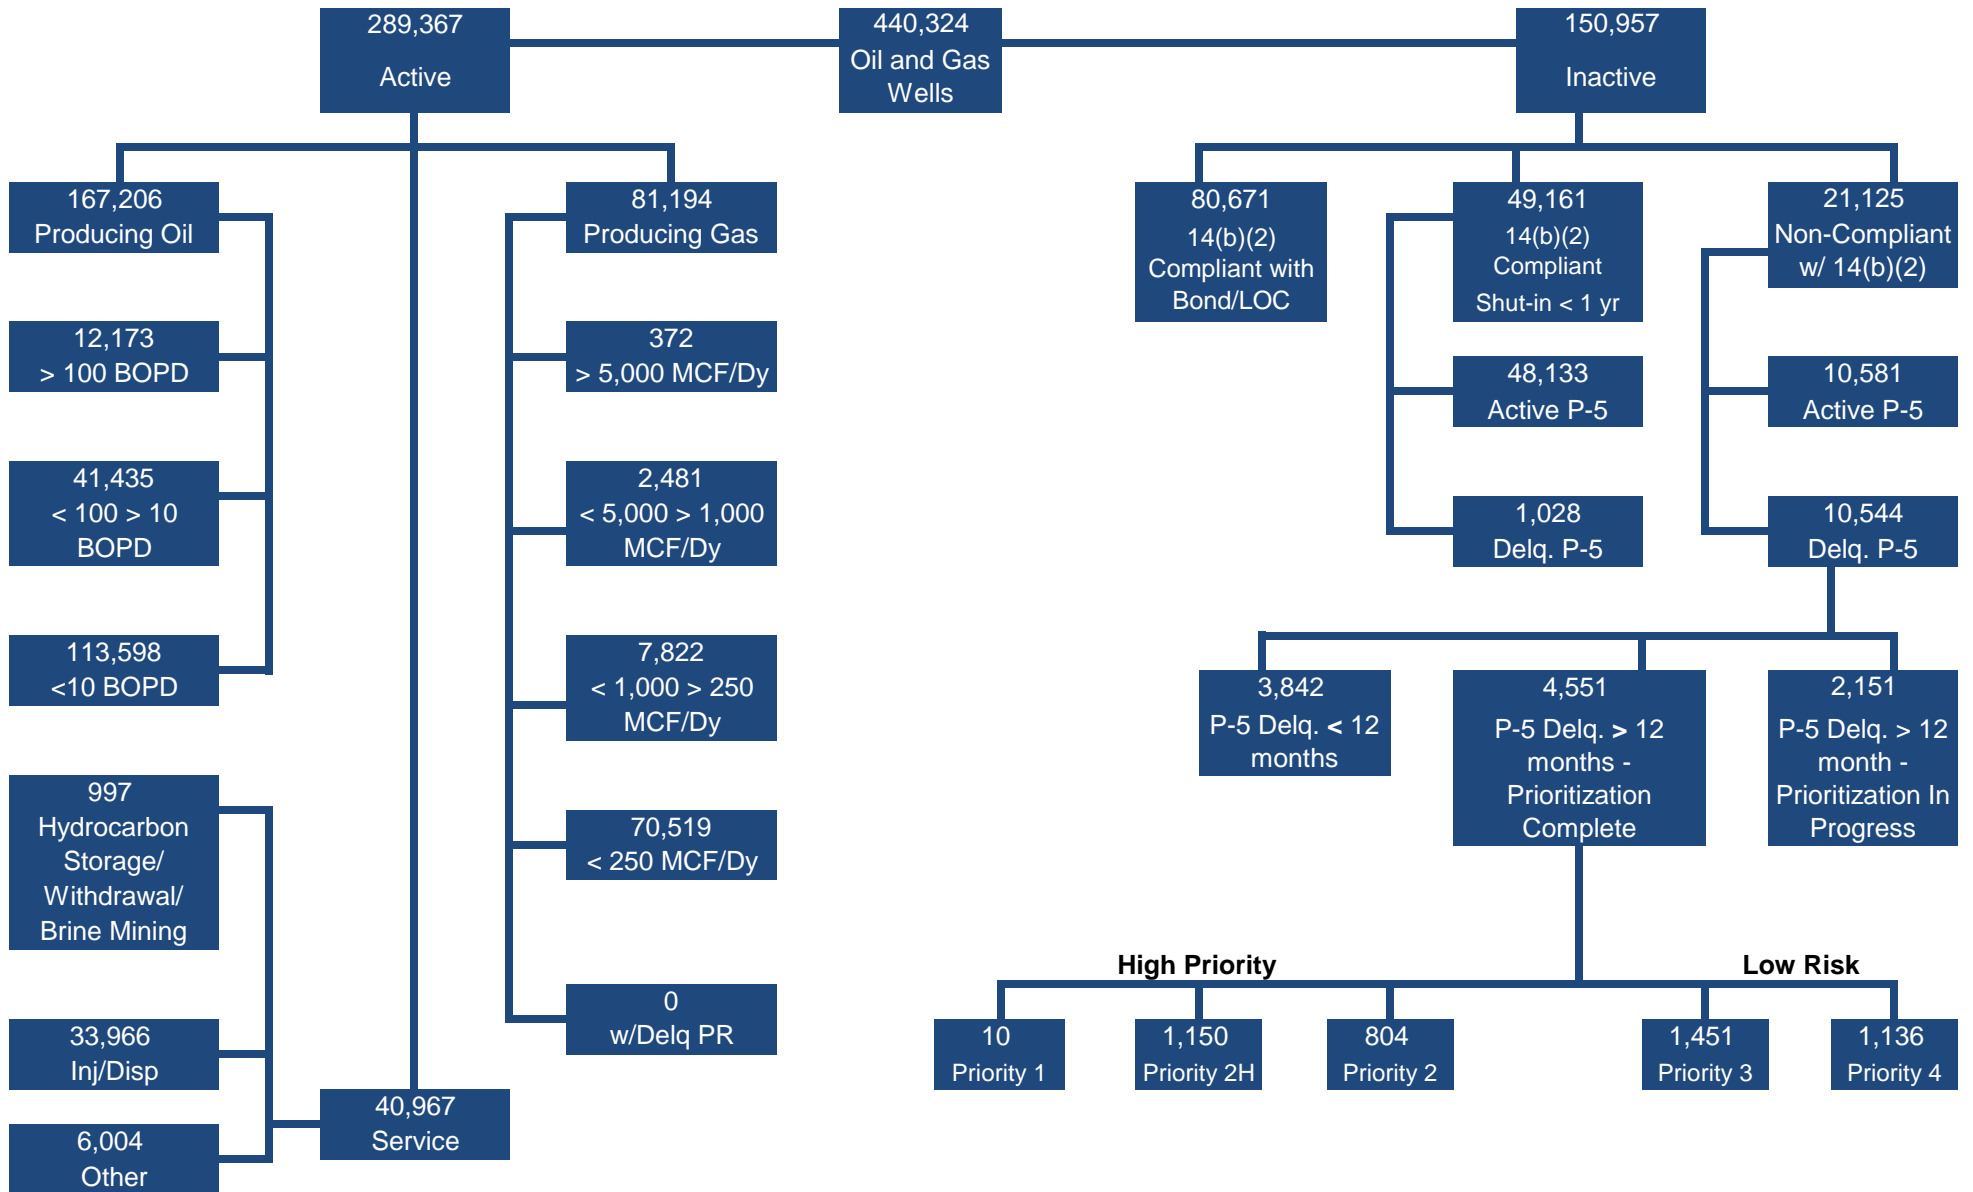 289,367
Active
440,324
Oil and Gas
Wells
150,957
Inactive
167,206
Producing Oil
12,173
> 100 BOPD
41,435
< 100 > 10
BOPD
113,598
<10 BOPD
997
Hydrocarbon
Storage/
Withdrawal/
Brine Mining
33,966
Inj/Disp
6,004
Other
40,967
Service
81,194
Producing Gas
372
> 5,000 MCF/Dy
2,481
< 5,000 > 1,000
MCF/Dy
7,822
< 1,000 > 250
MCF/Dy
70,519
< 250 MCF/Dy
0
w/Delq PR
80,671
14(b)(2)
Compliant with
Bond/LOC
49,161
14(b)(2)
Compliant
Shut-in < 1 yr
48,133
Active P-5
1,028
Delq. P-5
21,125
Non-Compliant
w/ 14(b)(2)
10,581
Active P-5
10,544
Delq. P-5
3,842
P-5 Delq. < 12
months
4,551
P-5 Delq. > 12
months -
Prioritization
Complete
2,151
P-5 Delq. > 12
month -
Prioritization In
Progress
High Priority
Low Risk
10
Priority 1
1,150
Priority 2H
804
Priority 2
1,451
Priority 3
1,136
Priority 4